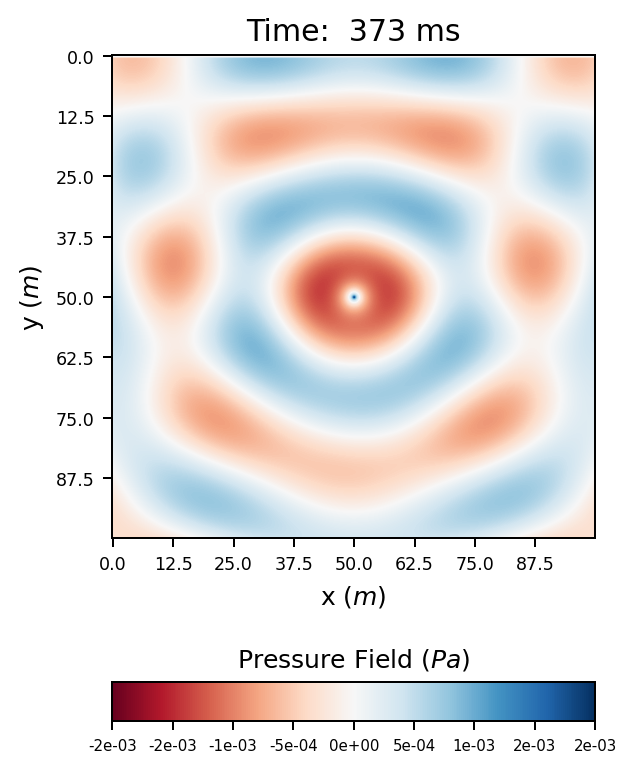 Time:  373 ms
0.0
12.5
25.0
37.5
50.0
62.5
75.0
87.5
y (m)
0.0 12.5 25.0 37.5 50.0 62.5 75.0 87.5
x (m)
Pressure Field (Pa)
-2e-03 -2e-03 -1e-03 -5e-04 0e+00 5e-04 1e-03 2e-03 2e-03